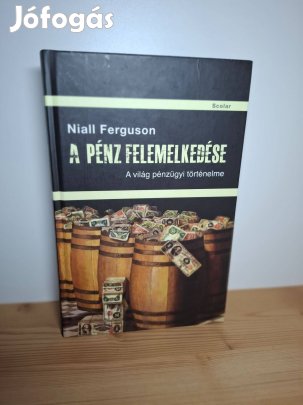 Jófogás
Scolar
Niall Ferguson
A PÉNZ FELEMELKEDÉSE
A világ pénzügyi történelme